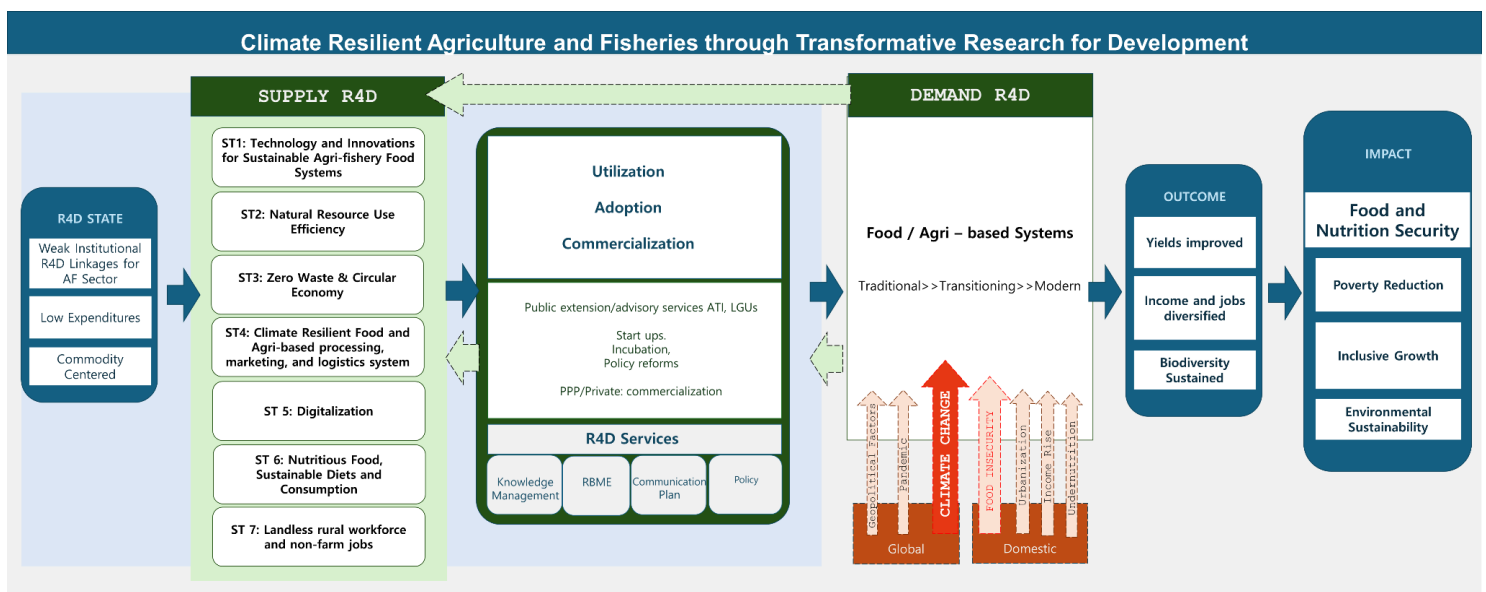 Climate Resilient Agriculture and Fisheries through Transformative Research for Development
R4D STATE
Weak Institutional
R4D Linkages for
AF Sector
Low Expenditures
Commodity
Centered
SUPPLY R4D
ST1: Technology and Innovations
for Sustainable Agri-fishery Food
Systems
ST2: Natural Resource Use
Efficiency
ST3: Zero Waste & Circular
Economy
ST4: Climate Resilient Food and
Agri-based processing,
marketing, and logistics system
ST 5: Digitalization
ST 6: Nutritious Food,
Sustainable Diets and
Consumption
ST 7: Landless rural workforce
and non-farm jobs
Utilization
Adoption
Commercialization
Public extension/advisory services ATI, LGUs
Start ups.
Incubation,
Policy reforms
PPP/Private: commercialization
R4D Services
Knowledge
Management
RBME
Communication
Plan
Policy
DEMAND R4D
Food / Agri – based Systems
Traditional>>Transitioning>>Modern
Geopolitical Factors
Pandemic
CLIMATE CHANGE
FOOD INSECURITY
Urbanization
Income Rise
Undernutrition
Global
Domestic
OUTCOME
Yields improved
Income and jobs
diversified
Biodiversity
Sustained
IMPACT
Food and
Nutrition Security
Poverty Reduction
Inclusive Growth
Environmental
Sustainability